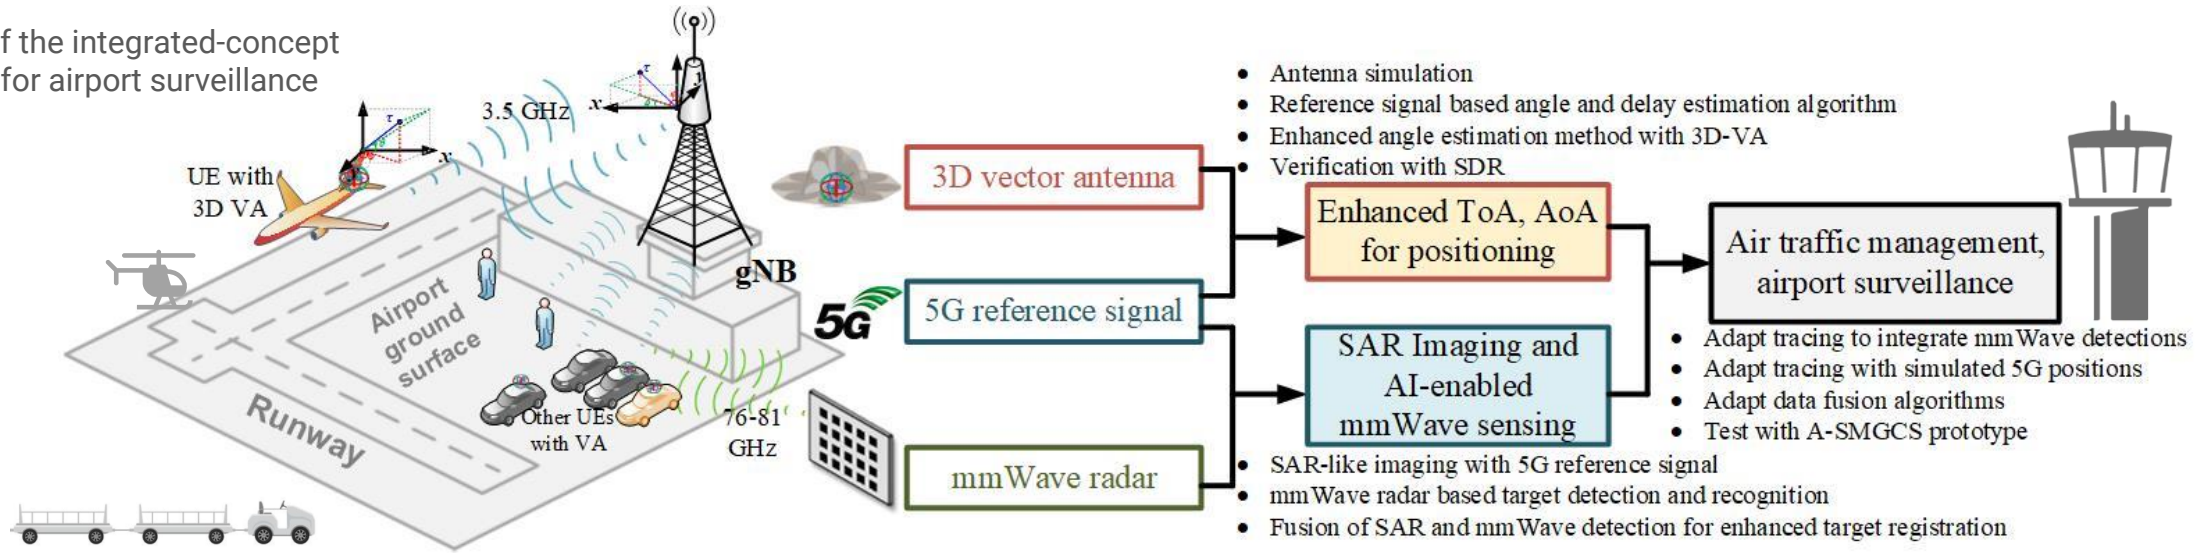 f the integrated-concept
for airport surveillance
3.5 GHz
τ
x
y
τ
x
UE with
3D VA
gNB
Airport
ground
surface
Runway
Other UEs
with VA
76-81
GHz
5G
3D vector antenna
5G reference signal
mmWave radar
• Antenna simulation
• Reference signal based angle and delay estimation algorithm
• Enhanced angle estimation method with 3D-VA
• Verification with SDR
Enhanced ToA, AoA
for positioning
SAR Imaging and
AI-enabled
mmWave sensing
• SAR-like imaging with 5G reference signal
• mmWave radar based target detection and recognition
• Fusion of SAR and mmWave detection for enhanced target registration
Air traffic management,
airport surveillance
• Adapt tracing to integrate mmWave detections
• Adapt tracing with simulated 5G positions
• Adapt data fusion algorithms
• Test with A-SMGCS prototype